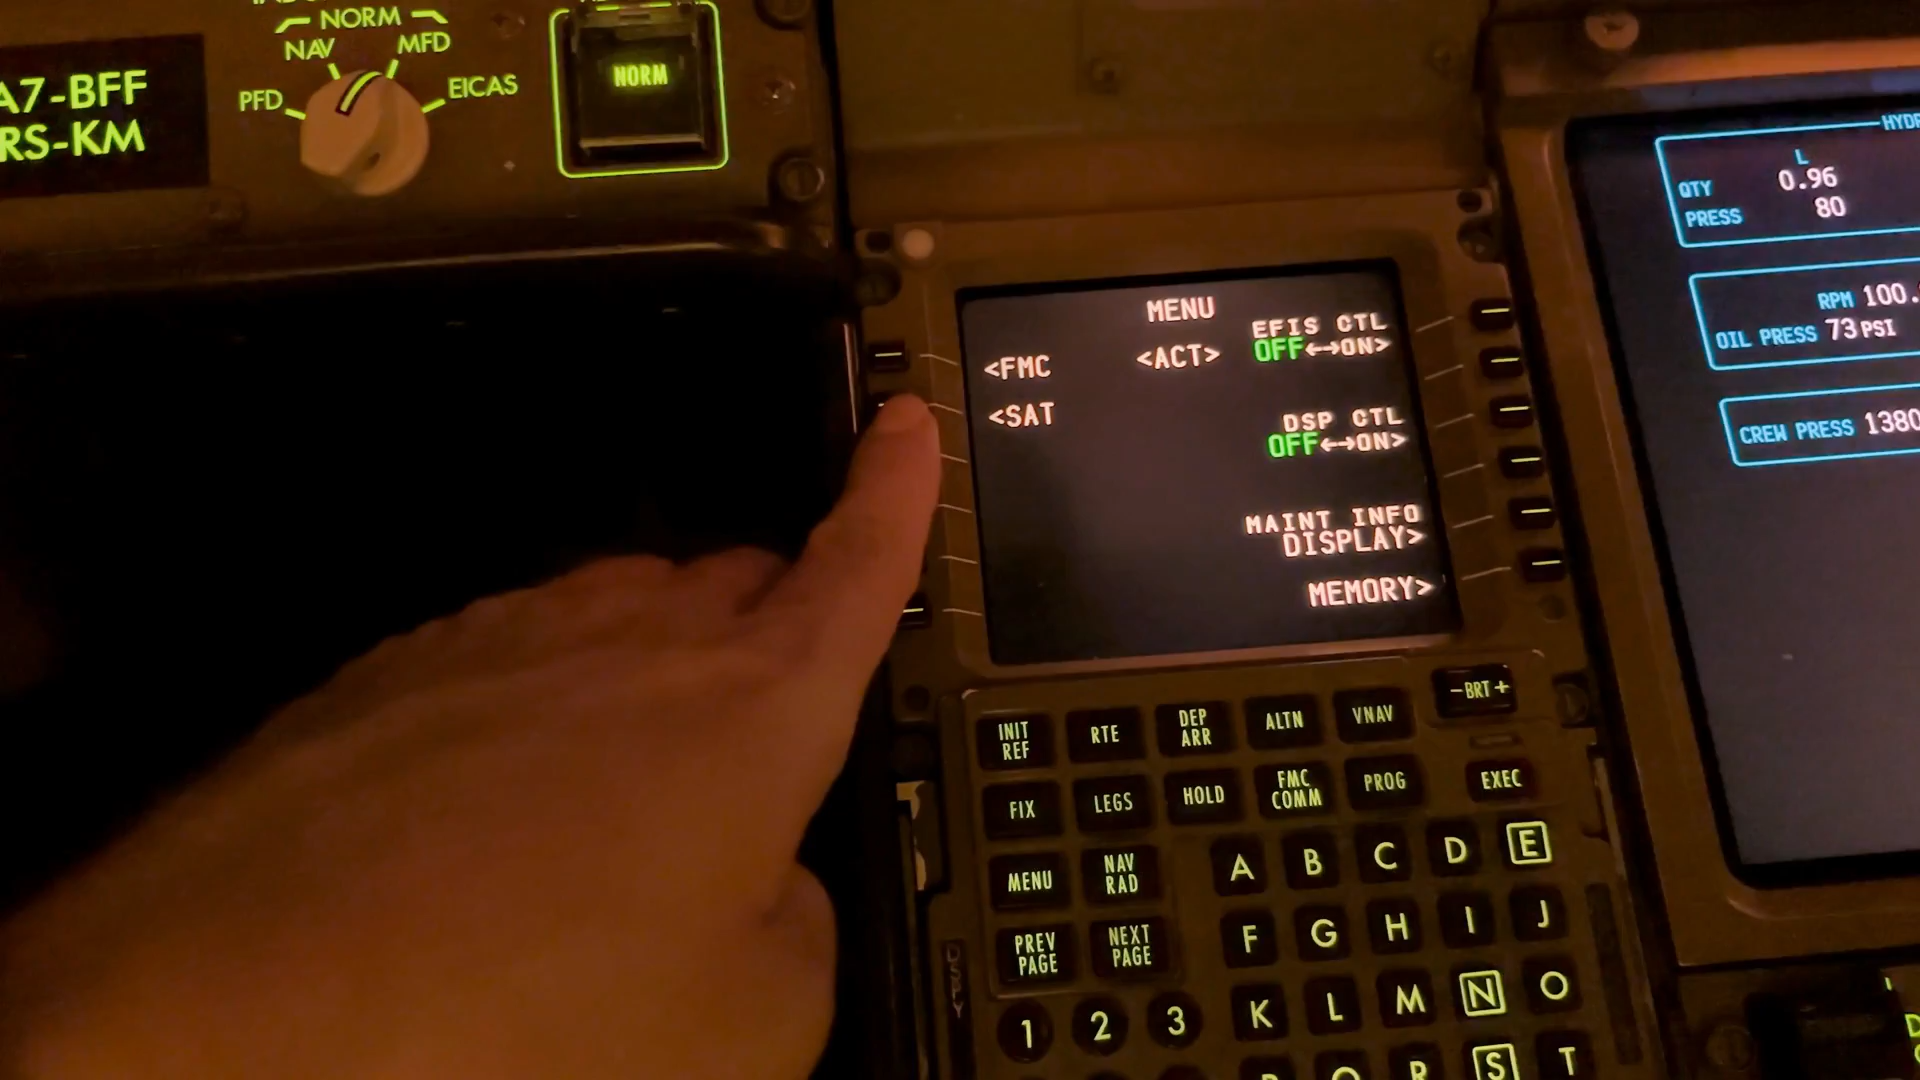 NORM
NAV
MFD
PFD
EICAS
A7-BFF
RS-KM
NORM
MENU
<FMC
<ACT>
EFIS CTL
OFF←→ON>
<SAT
DSP CTL
OFF←→ON>
MAINT INFO
DISPLAY>
MEMORY>
L
QTY 0.96
PRESS 80
RPM 100.
OIL PRESS 73 PSI
CREW PRESS 1380
-BRT+
INIT REF
RTE
DEP ARR
ALTN
VNAV
FIX
LEGS
HOLD
FMC COMM
PROG
EXEC
MENU
NAV RAD
PREV PAGE
NEXT PAGE
A B C D E
F G H I J
K L M N O
S T
1 2 3